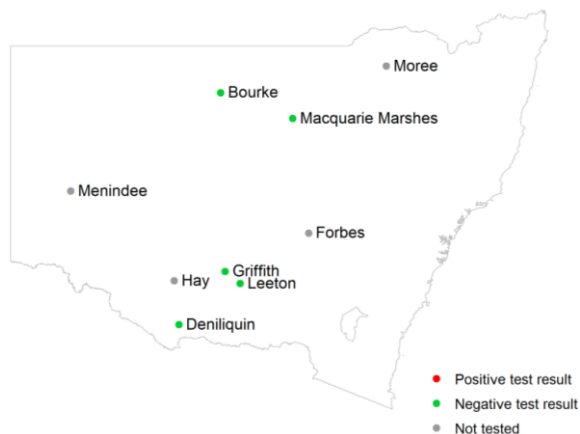 Moree
Bourke
Macquarie Marshes
Menindee
Forbes
Griffith
Hay
Leeton
Deniliquin
Positive test result
Negative test result
Not tested